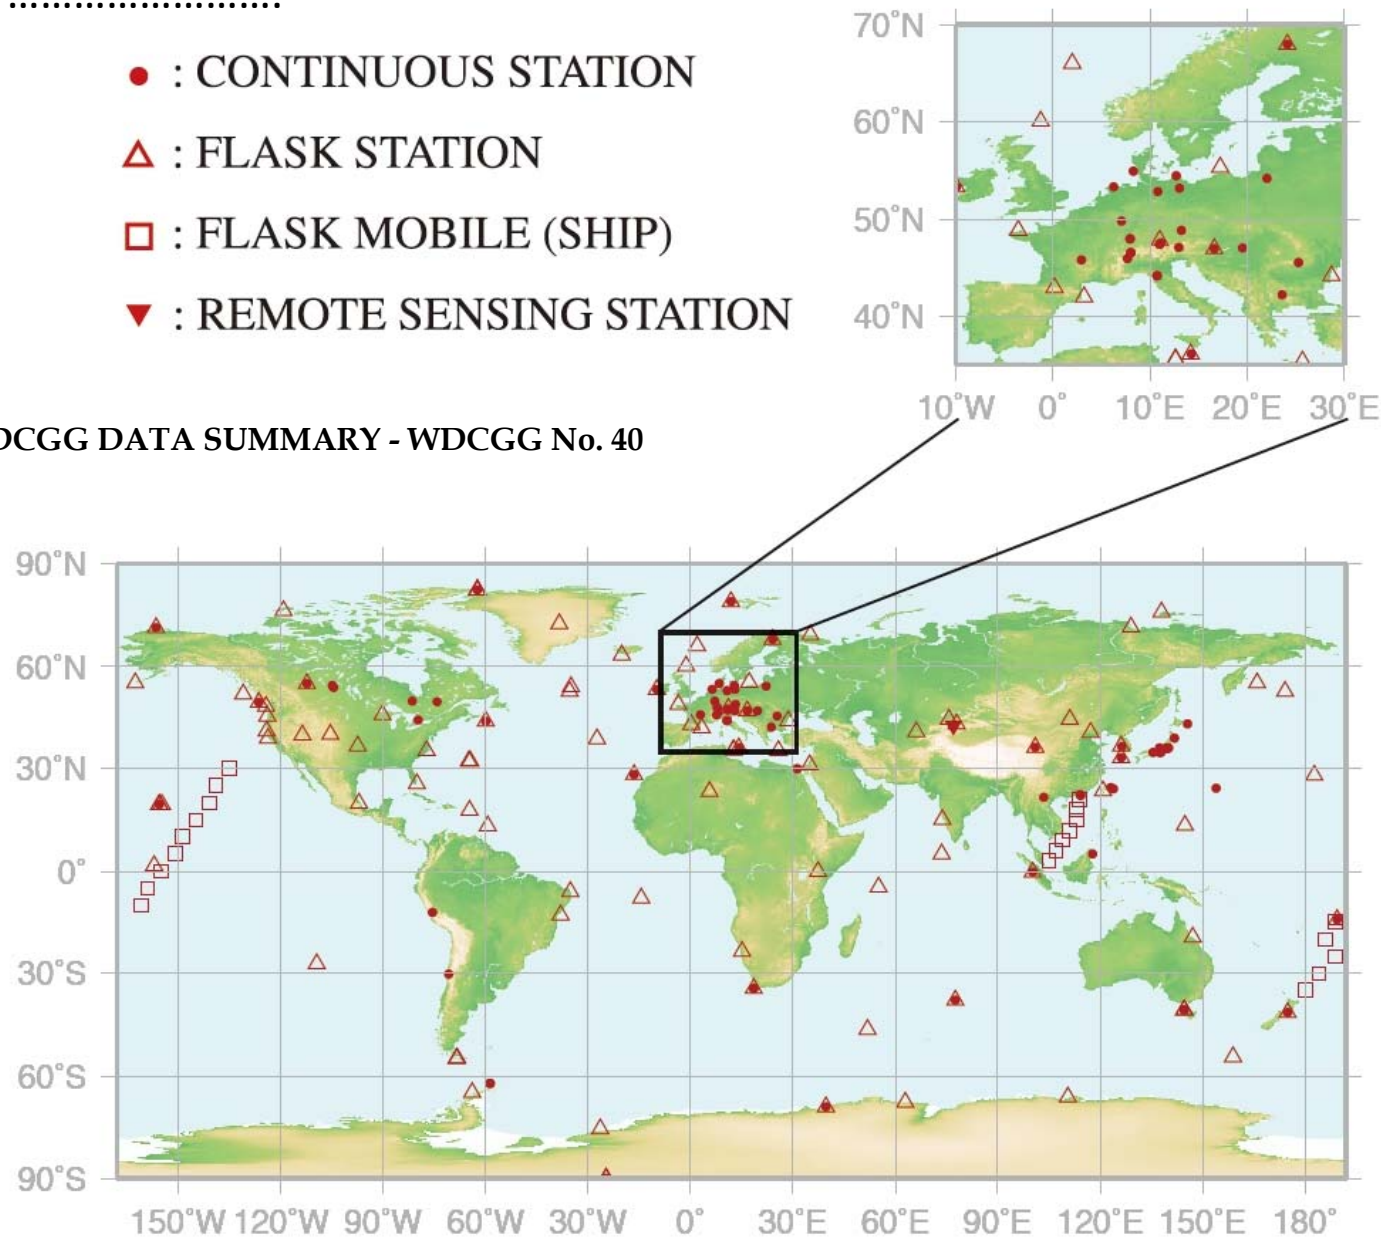 ........................
: CONTINUOUS STATION
: FLASK STATION
: FLASK MOBILE (SHIP)
: REMOTE SENSING STATION
70°N
60°N
50°N
40°N
10°W 0° 10°E 20°E 30°E
DCGG DATA SUMMARY - WDCGG No. 40
90°N
60°N
30°N
0°
30°S
60°S
90°S
150°W 120°W 90°W 60°W 30°W 0° 30°E 60°E 90°E 120°E 150°E 180°